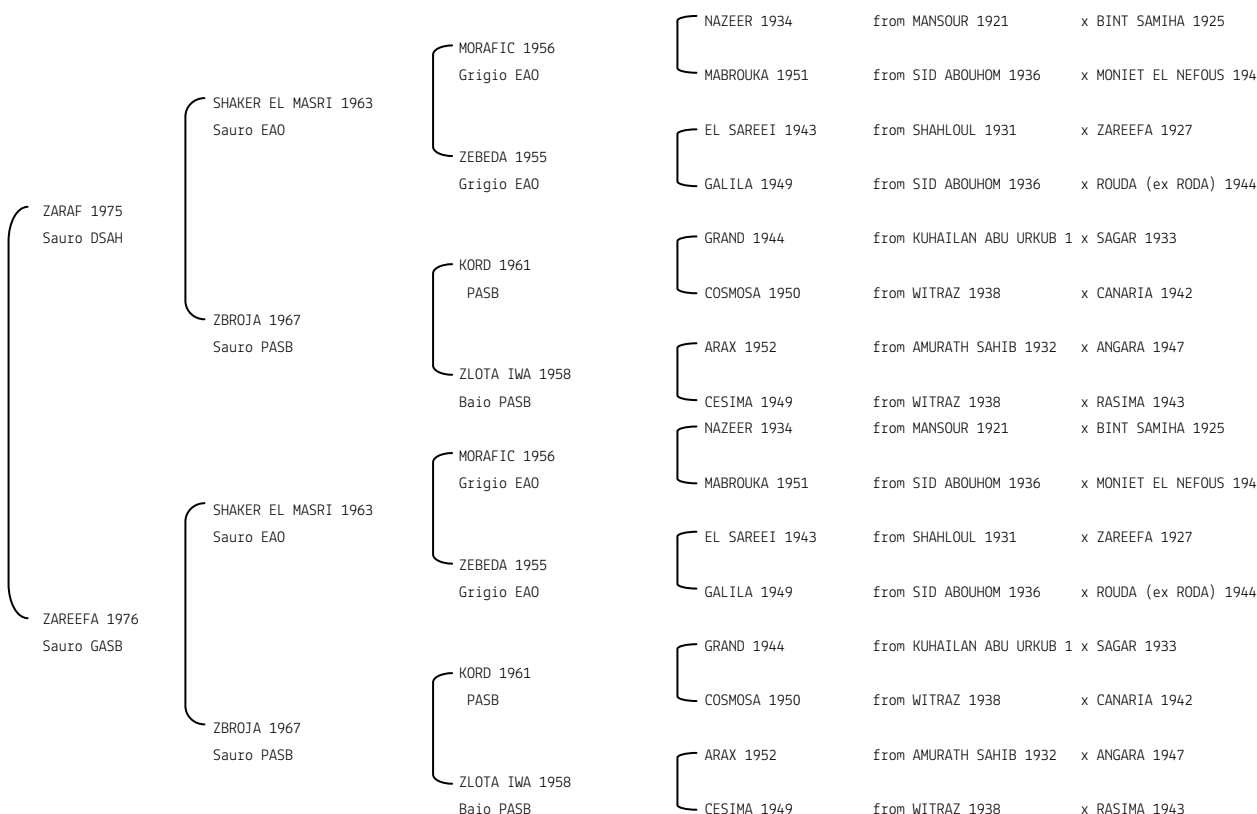 NAZEER 1934 from MANSOUR 1921 x BINT SAMIHA 1925
MORAFIC 1956
Grigio EAO MABROUKA 1951 from SID ABOUHOM 1936 x MONIET EL NEFOUS 194
SHAKER EL MASRI 1963
Sauro EAO EL SAREEI 1943 from SHAHLOUL 1931 x ZAREEFA 1927
ZEBEDA 1955
Grigio EAO GALILA 1949 from SID ABOUHOM 1936 x ROUDA (ex RODA) 1944
ZARAF 1975
Sauro DSAH GRAND 1944 from KUHAILAN ABU URKUB 1 x SAGAR 1933
KORD 1961
PASB COSMOSA 1950 from WITRAZ 1938 x CANARIA 1942
ZBROJA 1967
Sauro PASB ARAX 1952 from AMURATH SAHIB 1932 x ANGARA 1947
ZLOTA IWA 1958
Baio PASB CESIMA 1949 from WITRAZ 1938 x RASIMA 1943
NAZEER 1934 from MANSOUR 1921 x BINT SAMIHA 1925
MORAFIC 1956
Grigio EAO MABROUKA 1951 from SID ABOUHOM 1936 x MONIET EL NEFOUS 194
SHAKER EL MASRI 1963
Sauro EAO EL SAREEI 1943 from SHAHLOUL 1931 x ZAREEFA 1927
ZEBEDA 1955
Grigio EAO GALILA 1949 from SID ABOUHOM 1936 x ROUDA (ex RODA) 1944
ZAREEFA 1976
Sauro GASB GRAND 1944 from KUHAILAN ABU URKUB 1 x SAGAR 1933
KORD 1961
PASB COSMOSA 1950 from WITRAZ 1938 x CANARIA 1942
ZBROJA 1967
Sauro PASB ARAX 1952 from AMURATH SAHIB 1932 x ANGARA 1947
ZLOTA IWA 1958
Baio PASB CESIMA 1949 from WITRAZ 1938 x RASIMA 1943